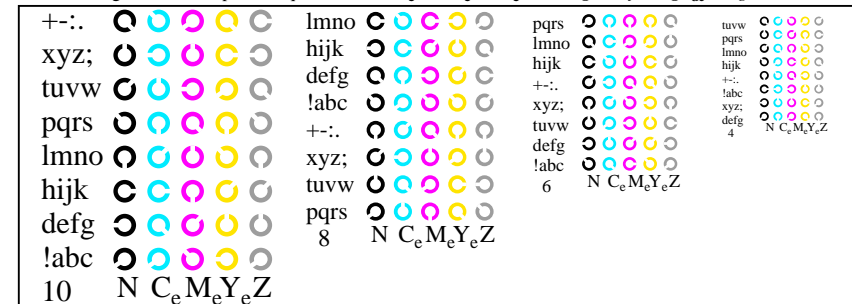 +-:.
xyz;
tuvw
pqrs
lmno
hijk
defg
!abc
10 N CeMeYeZ
lmno
hijk
defg
!abc
+-:.
xyz;
tuvw
pqrs
8 N CeMeYeZ
pqrs
lmno
hijk
+-:.
xyz;
tuvw
defg
!abc
6 N CeMeYeZ
tuvw
pqrs
lmno
hijk
+-:.
!abc
xyz;
defg
4 N CeMeYeZ